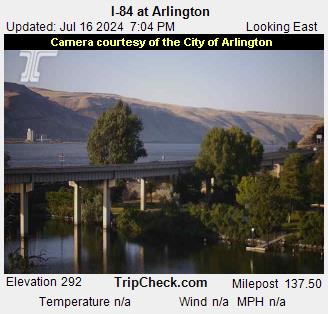 I-84 at Arlington
Updated: Jul 16 2024 7:04 PM Looking East
Camera courtesy of the City of Arlington
Elevation 292 TripCheck.com Milepost 137.50
Temperature n/a Wind n/a MPH n/a